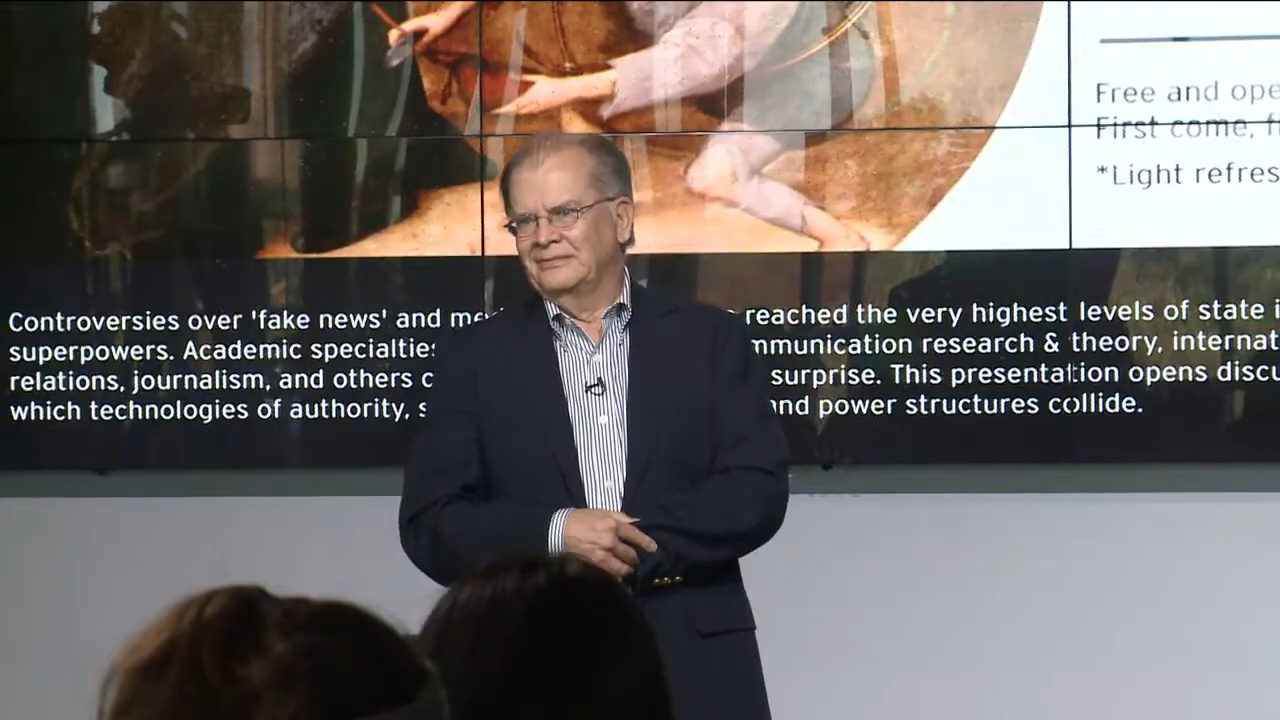 Free and ope
First come, f
*Light refres
Controversies over 'fake news' and me reached the very highest levels of state i
superpowers. Academic specialties mmunication research & theory, internat
relations, journalism, and others c surprise. This presentation opens discu
which technologies of authority, s and power structures collide.